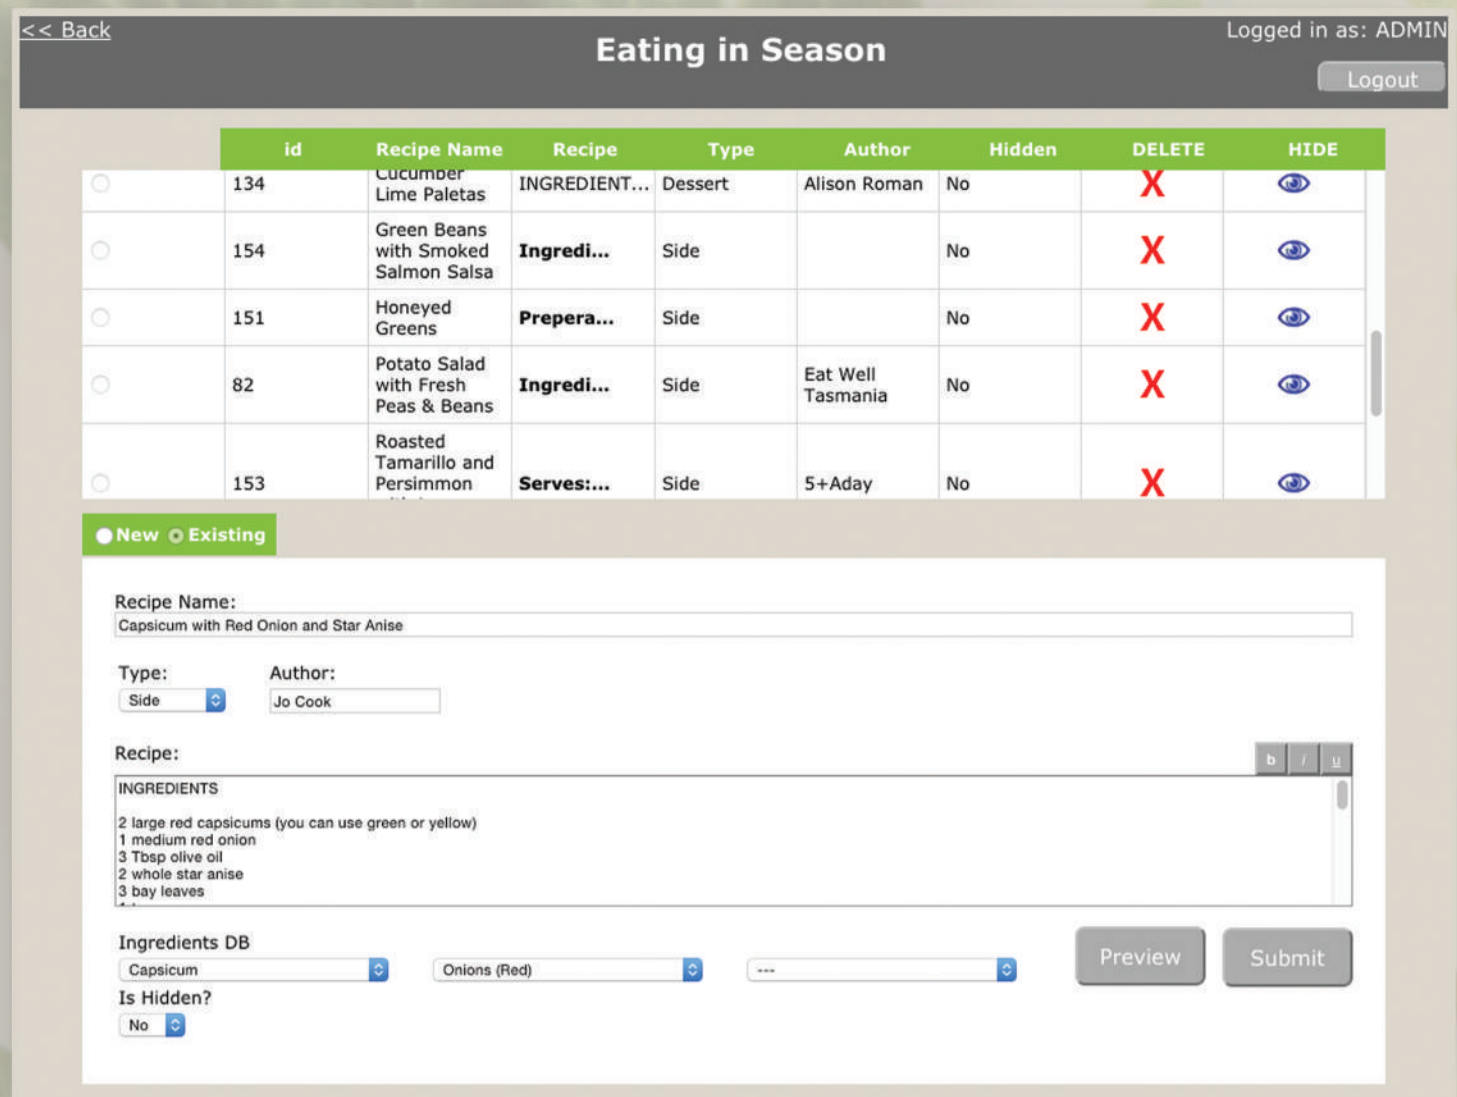 << Back
Eating in Season
Logged in as: ADMIN
Logout
id Recipe Name Recipe Type Author Hidden DELETE HIDE
134 Cucumber Lime Paletas INGREDIENT... Dessert Alison Roman No X
154 Green Beans with Smoked Salmon Salsa Ingredi... Side No X
151 Honeyed Greens Prepera... Side No X
82 Potato Salad with Fresh Peas & Beans Ingredi... Side Eat Well Tasmania No X
153 Roasted Tamarillo and Persimmon Serves:... Side 5+Aday No X
New Existing
Recipe Name:
Capsicum with Red Onion and Star Anise
Type: Author:
Side Jo Cook
Recipe:
b i u
INGREDIENTS
2 large red capsicums (you can use green or yellow)
1 medium red onion
3 Tbsp olive oil
2 whole star anise
3 bay leaves
Ingredients DB
Capsicum Onions (Red) ---
Preview Submit
Is Hidden?
No